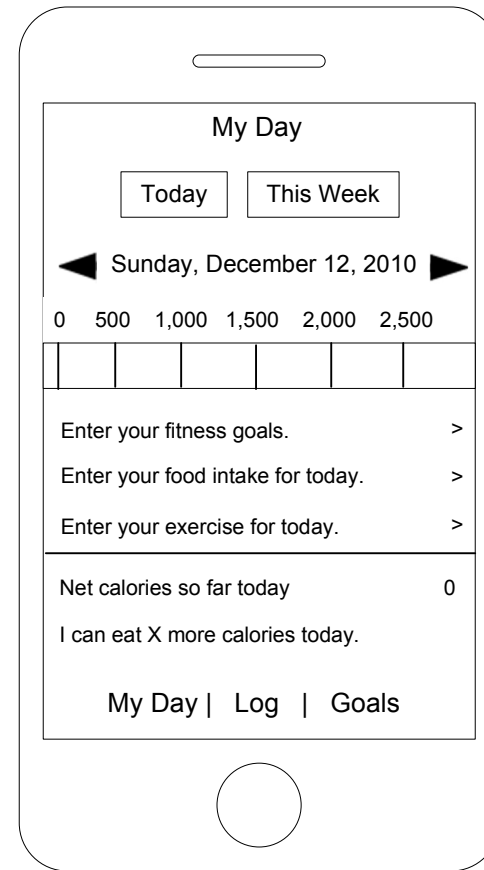 My Day
Today This Week
Sunday, December 12, 2010
0 500 1,000 1,500 2,000 2,500
Enter your fitness goals. >
Enter your food intake for today. >
Enter your exercise for today. >
Net calories so far today 0
I can eat X more calories today.
My Day | Log | Goals